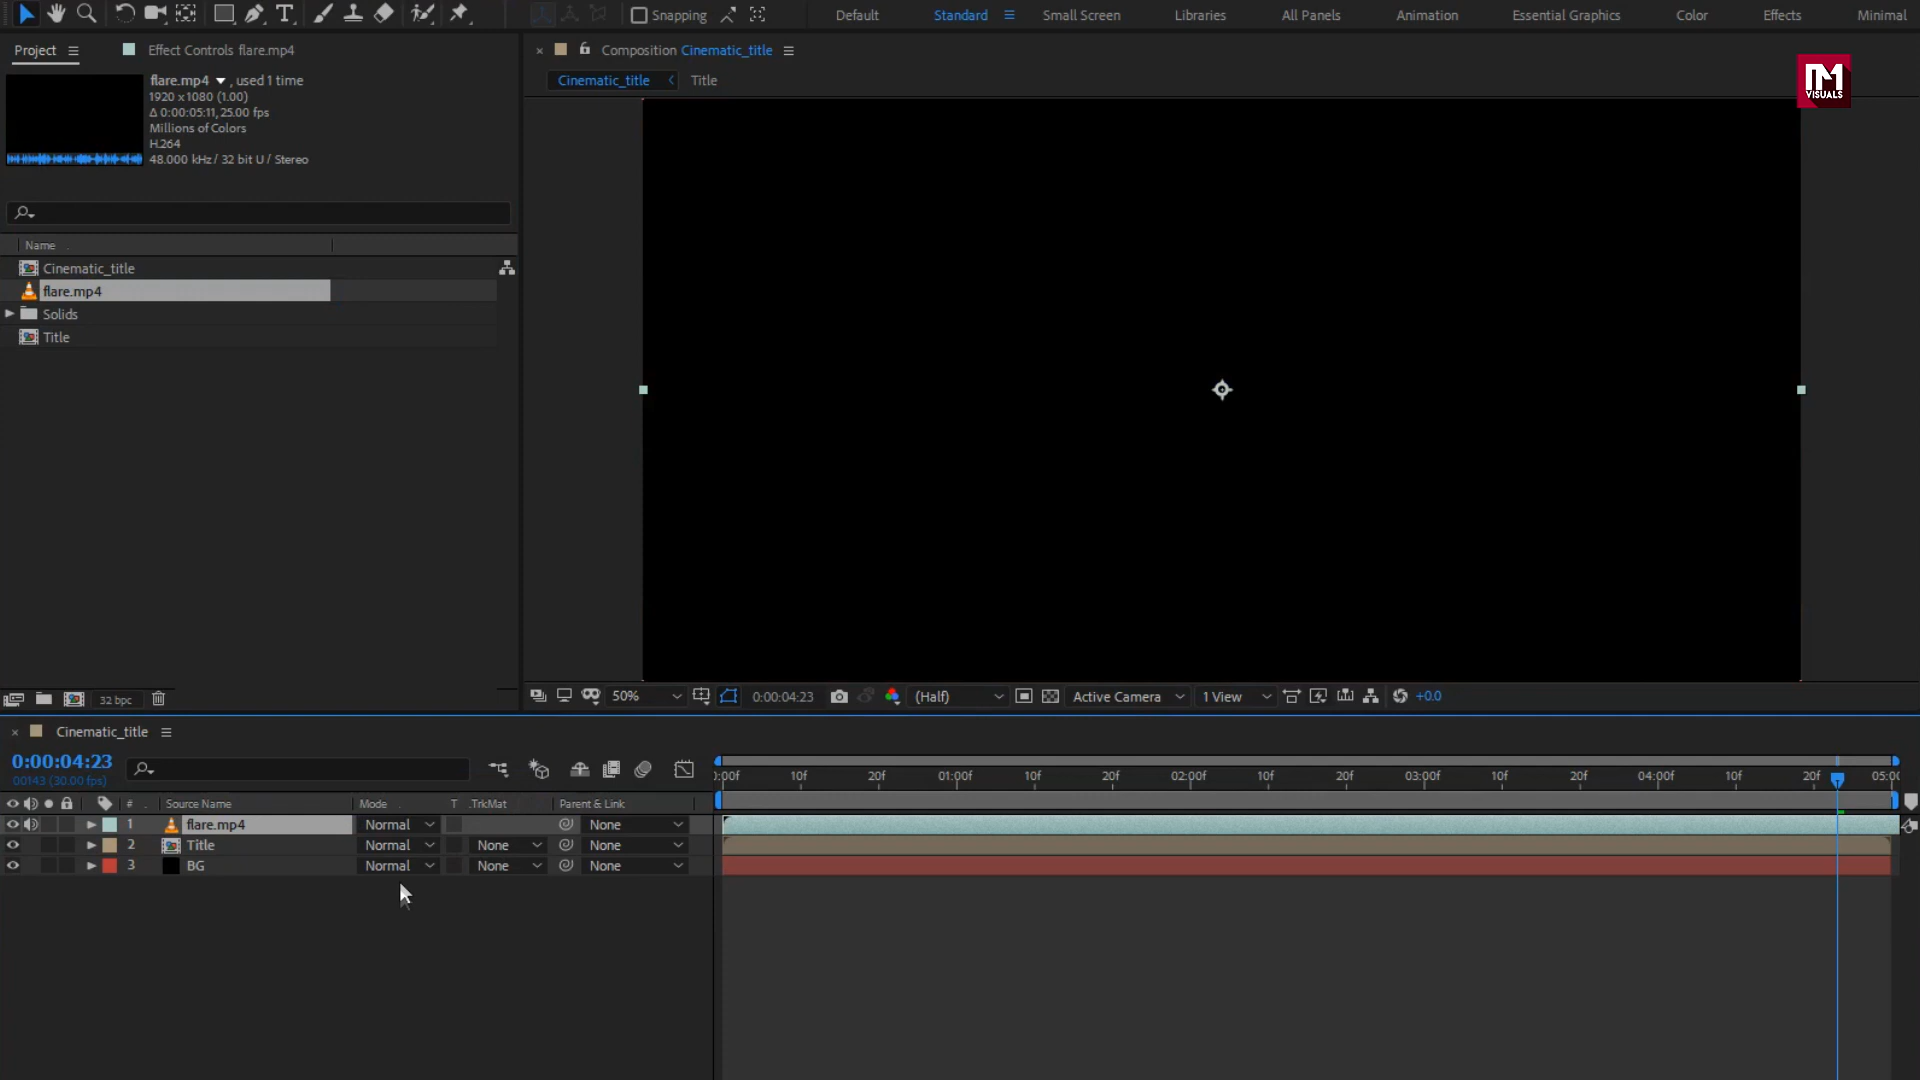 Snapping Default Standard Small Screen Libraries All Panels Animation Essential Graphics Color Effects Minimal
Project Effect Controls flare.mp4
Composition Cinematic_title
flare.mp4 , used 1 time
1920 x 1080 (1.00)
Δ 0:00:05:11, 25.00 fps
Millions of Colors
H.264
48.000 kHz / 32 bit U / Stereo
Cinematic_title Title
VISUALS
Name
Cinematic_title
flare.mp4
Solids
Title
32 bpc
50% 0:00:04:23 (Half) Active Camera 1 View +0.0
Cinematic_title
0:00:04:23
00143 (30.00 fps)
):00f 10f 20f 01:00f 10f 20f 02:00f 10f 20f 03:00f 10f 20f 04:00f 10f 20f 05:00
# Source Name Mode T .TrkMat Parent & Link
1 flare.mp4 Normal None
2 Title Normal None None
3 BG Normal None None